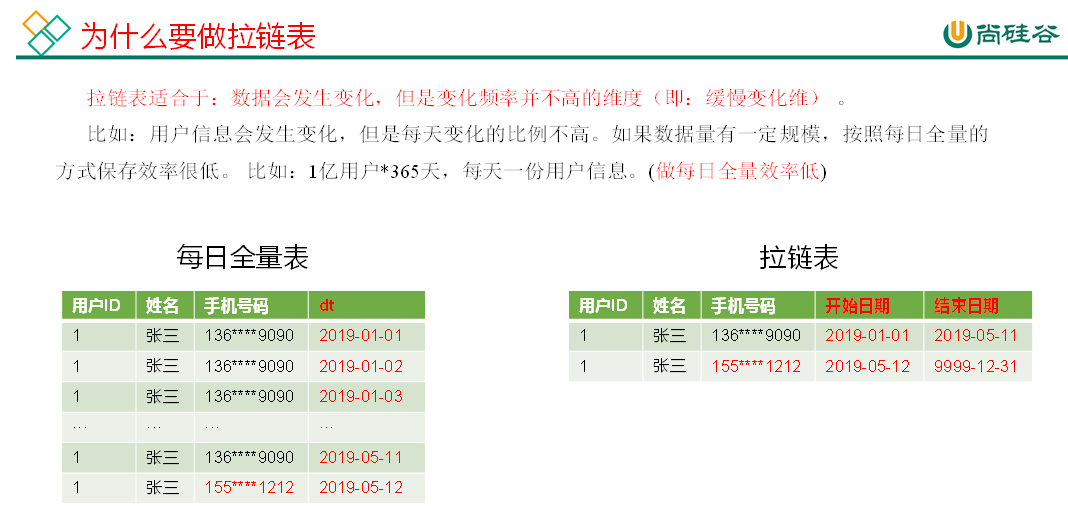 为什么要做拉链表
尚硅谷
拉链表适合于：数据会发生变化，但是变化频率并不高的维度（即：缓慢变化维）。
比如：用户信息会发生变化，但是每天变化的比例不高。如果数据量有一定规模，按照每日全量的
方式保存效率很低。 比如：1亿用户*365天，每天一份用户信息。(做每日全量效率低)
每日全量表
用户ID 姓名 手机号码 dt
1 张三 136****9090 2019-01-01
1 张三 136****9090 2019-01-02
1 张三 136****9090 2019-01-03
… … … …
1 张三 136****9090 2019-05-11
1 张三 155****1212 2019-05-12
拉链表
用户ID 姓名 手机号码 开始日期 结束日期
1 张三 136****9090 2019-01-01 2019-05-11
1 张三 155****1212 2019-05-12 9999-12-31